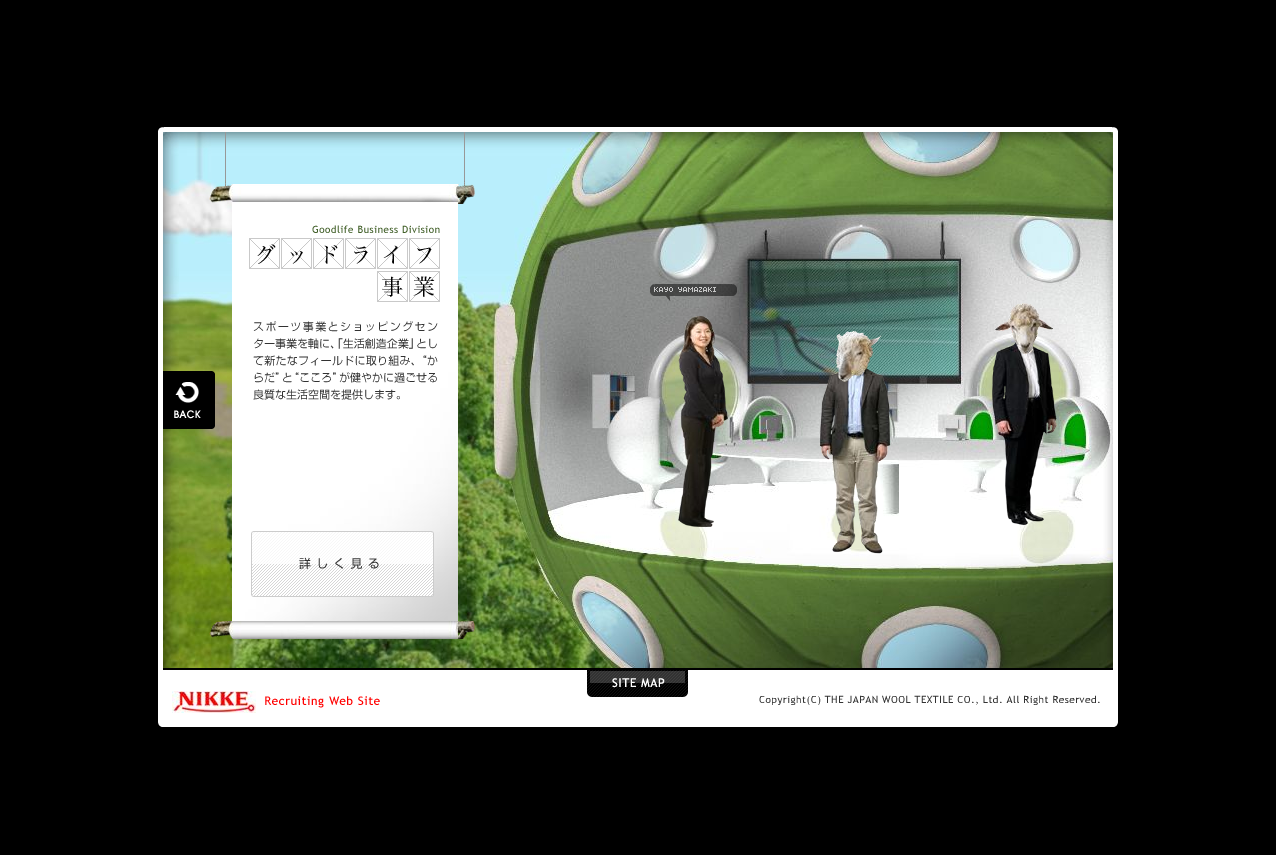 Goodlife Business Division
グッドライフ
事業
スポーツ事業とショッピングセン
ター事業を軸に、「生活創造企業」とし
て新たなフィールドに取り組み、“か
らだ”と“こころ”が健やかに過ごせる
良質な生活空間を提供します。
詳しく見る
BACK
KAYO YAMAZAKI
SITE MAP
NIKKE Recruiting Web Site
Copyright(C) THE JAPAN WOOL TEXTILE CO., Ltd. All Right Reserved.